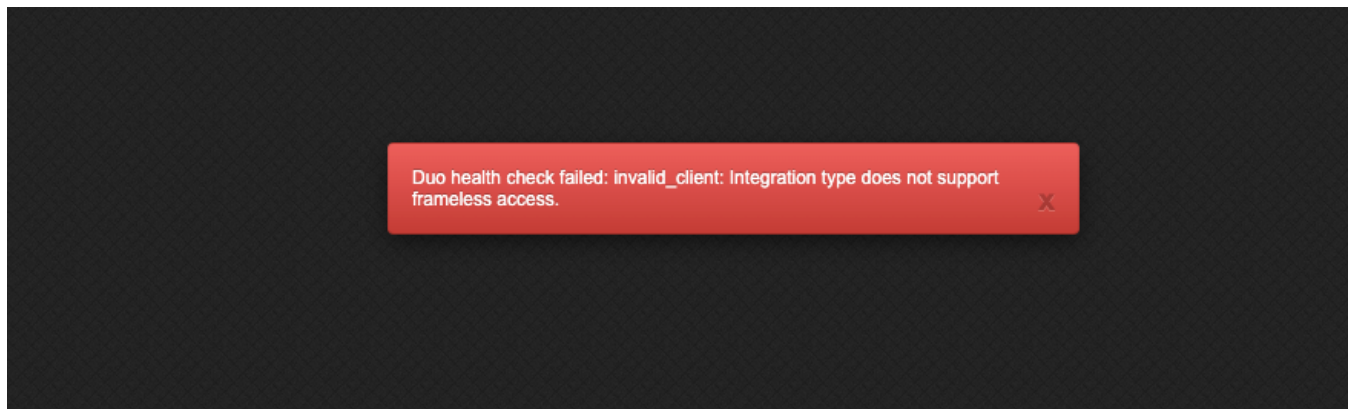 Duo health check failed: invalid_client: Integration type does not support
frameless access.
x